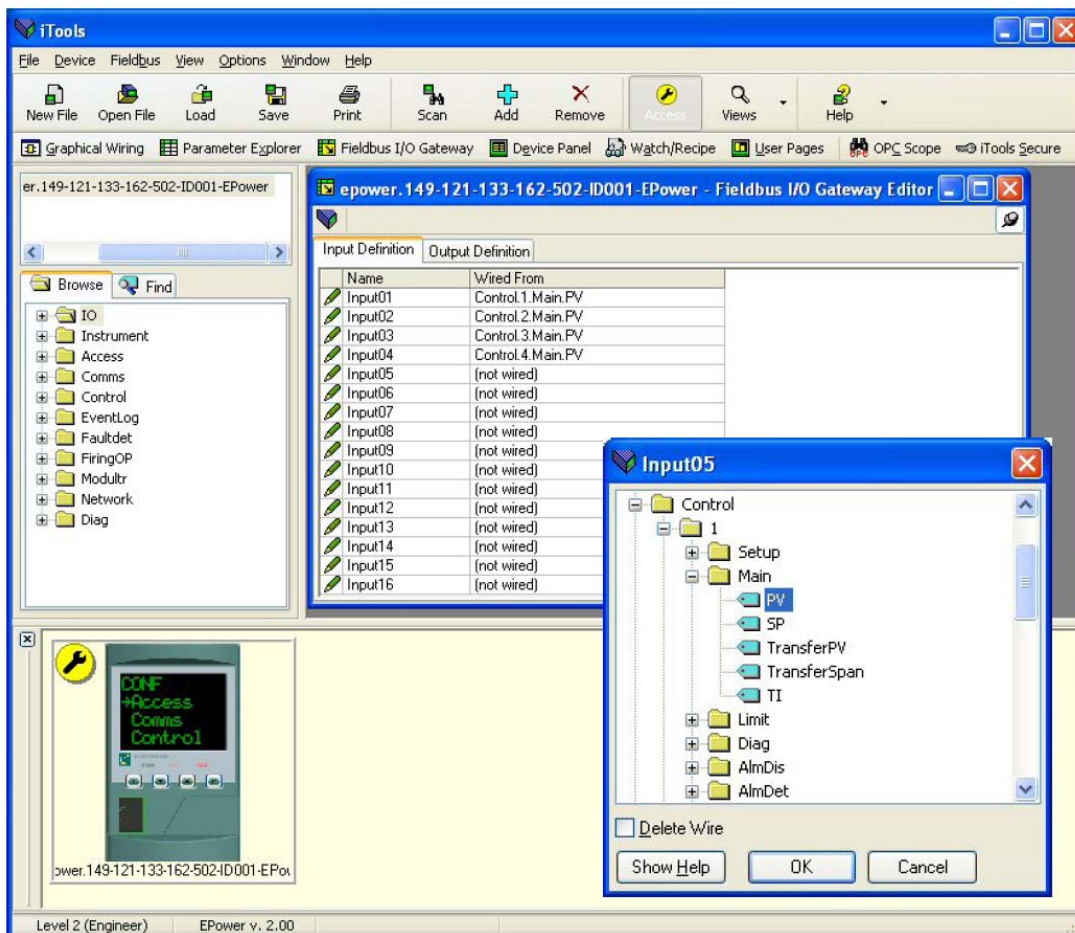 iTools
File Device Fieldbus View Options Window Help
New File Open File Load Save Print Scan Add Remove Access Views Help
Graphical Wiring Parameter Explorer Fieldbus I/O Gateway Device Panel Watch/Recipe User Pages OPC Scope iTools Secure
er.149-121-133-162-502-ID001-EPower
Browse Find
IO
Instrument
Access
Comms
Control
EventLog
Faultdet
FiringOP
Modultr
Network
Diag
epower.149-121-133-162-502-ID001-EPower - Fieldbus I/O Gateway Editor
Input Definition Output Definition
Name Wired From
Input01 Control.1.Main.PV
Input02 Control.2.Main.PV
Input03 Control.3.Main.PV
Input04 Control.4.Main.PV
Input05 (not wired)
Input06 (not wired)
Input07 (not wired)
Input08 (not wired)
Input09 (not wired)
Input10 (not wired)
Input11 (not wired)
Input12 (not wired)
Input13 (not wired)
Input14 (not wired)
Input15 (not wired)
Input16 (not wired)
Input05
Control
1
Setup
Main
PV
SP
TransferPV
TransferSpan
TI
Limit
Diag
AlmDis
AlmDet
Delete Wire
Show Help OK Cancel
CONF
→Access
Comms
Control
ower.149-121-133-162-502-ID001-EPow
Level 2 (Engineer) EPower v. 2.00